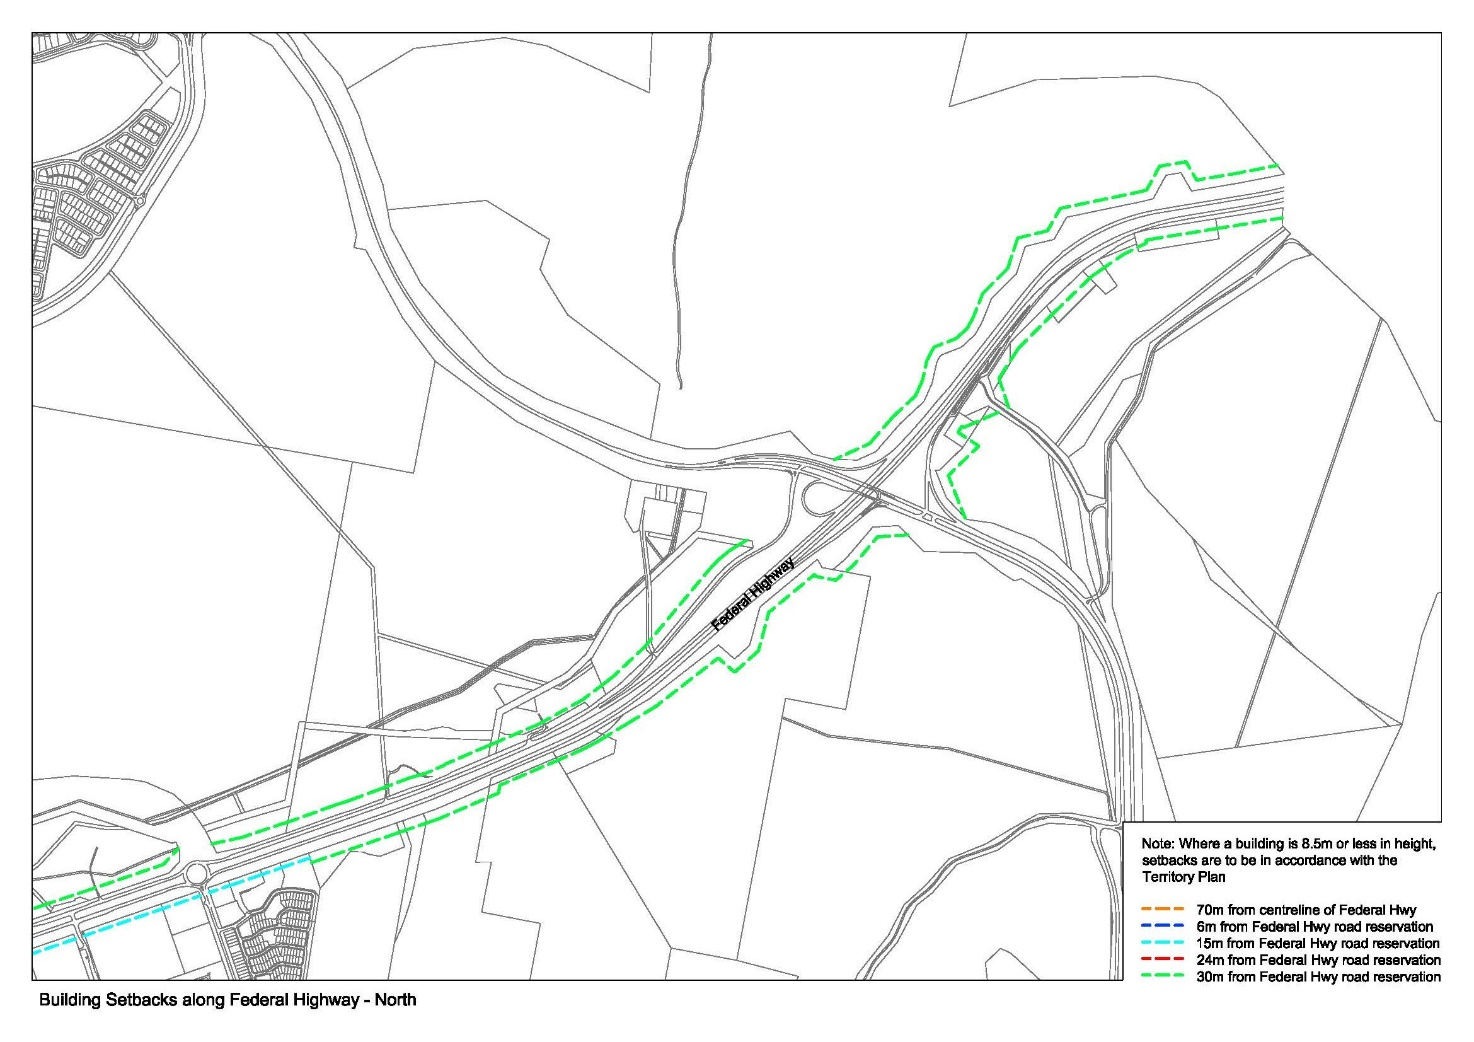 Federal Highway
Note: Where a building is 8.5m or less in height,
setbacks are to be in accordance with the
Territory Plan
70m from centreline of Federal Hwy
6m from Federal Hwy road reservation
15m from Federal Hwy road reservation
24m from Federal Hwy road reservation
30m from Federal Hwy road reservation
Building Setbacks along Federal Highway - North